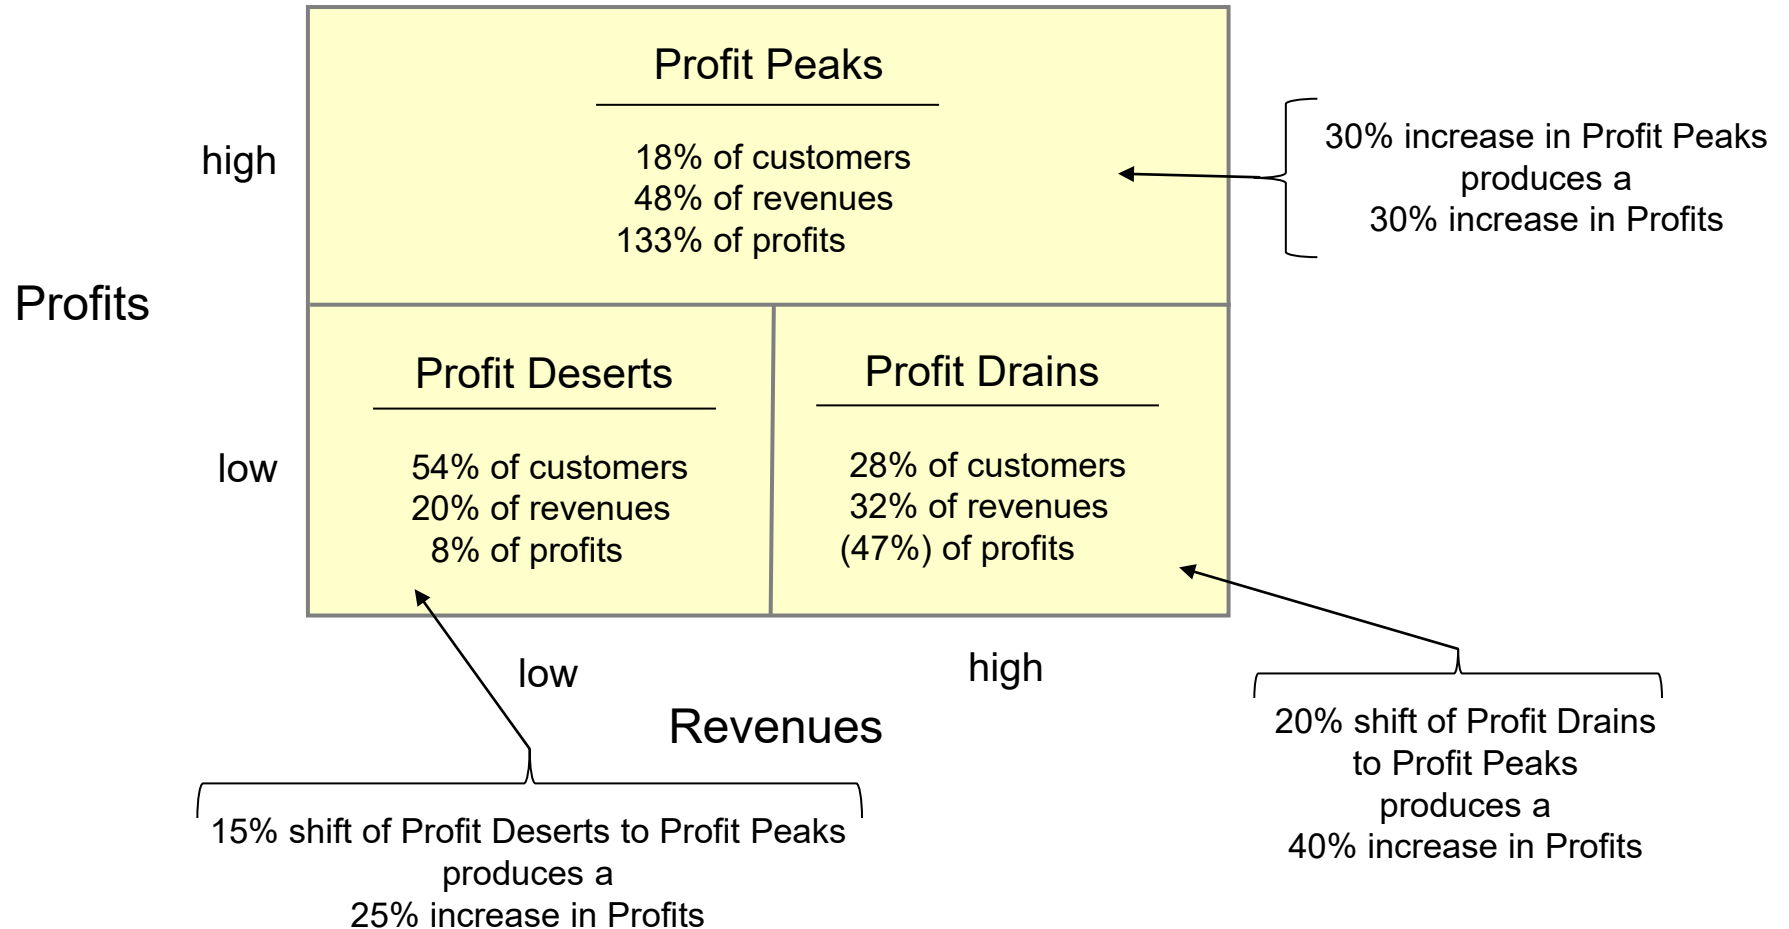 Profit Peaks
18% of customers
48% of revenues
133% of profits
high
30% increase in Profit Peaks
produces a
30% increase in Profits
Profits
Profit Deserts
54% of customers
20% of revenues
8% of profits
Profit Drains
28% of customers
32% of revenues
(47%) of profits
low
low
high
Revenues
15% shift of Profit Deserts to Profit Peaks
produces a
25% increase in Profits
20% shift of Profit Drains
to Profit Peaks
produces a
40% increase in Profits